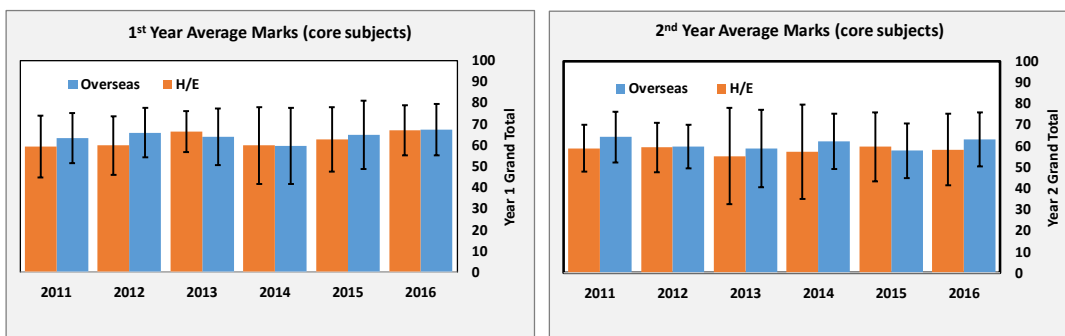 1st Year Average Marks (core subjects)
Overseas H/E
100
90
80
70
60
50
40
30
20
10
0
Year 1 Grand Total
2011 2012 2013 2014 2015 2016
2nd Year Average Marks (core subjects)
Overseas H/E
100
90
80
70
60
50
40
30
20
10
0
Year 2 Grand Total
2011 2012 2013 2014 2015 2016